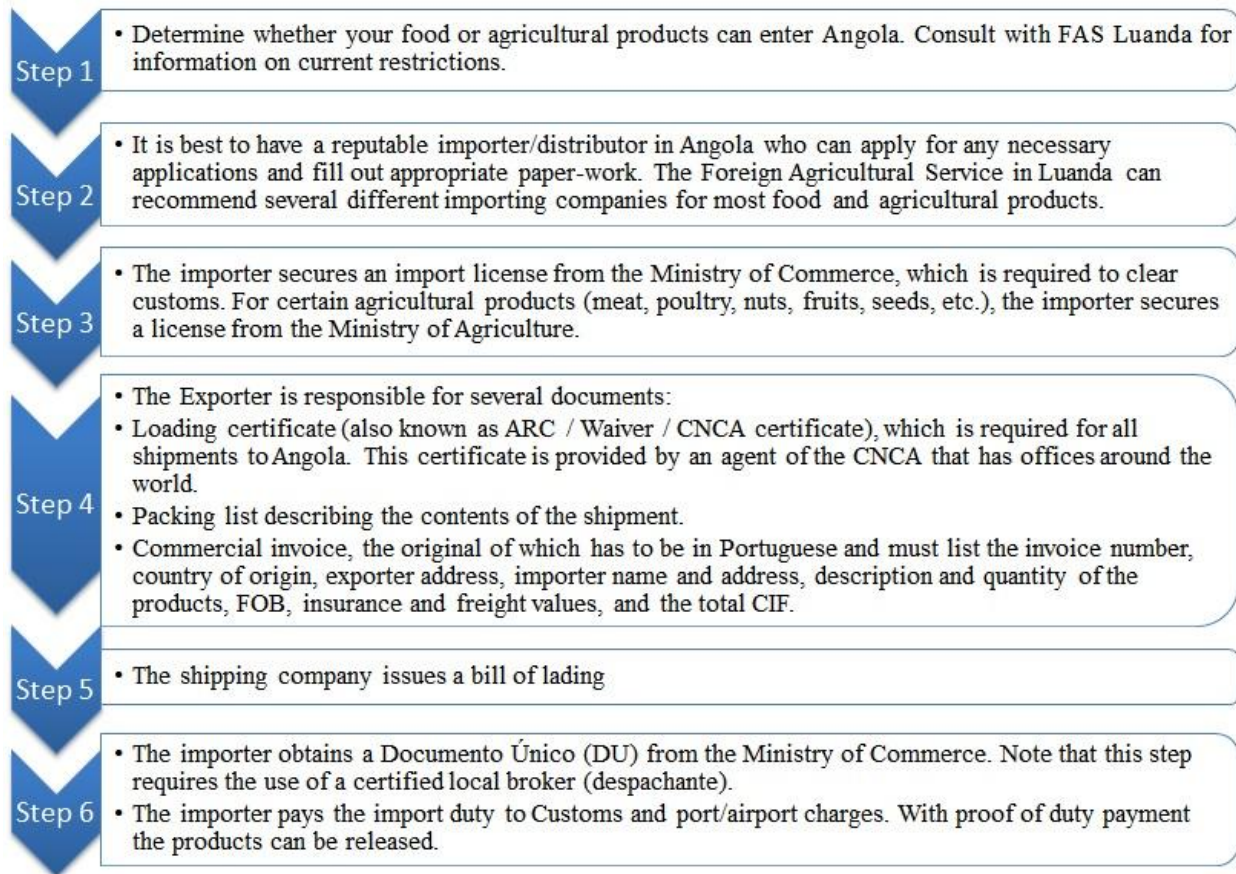 Step 1
• Determine whether your food or agricultural products can enter Angola. Consult with FAS Luanda for
information on current restrictions.
Step 2
• It is best to have a reputable importer/distributor in Angola who can apply for any necessary
applications and fill out appropriate paper-work. The Foreign Agricultural Service in Luanda can
recommend several different importing companies for most food and agricultural products.
Step 3
• The importer secures an import license from the Ministry of Commerce, which is required to clear
customs. For certain agricultural products (meat, poultry, nuts, fruits, seeds, etc.), the importer secures
a license from the Ministry of Agriculture.
Step 4
• The Exporter is responsible for several documents:
• Loading certificate (also known as ARC / Waiver / CNCA certificate), which is required for all
shipments to Angola. This certificate is provided by an agent of the CNCA that has offices around the
world.
• Packing list describing the contents of the shipment.
• Commercial invoice, the original of which has to be in Portuguese and must list the invoice number,
country of origin, exporter address, importer name and address, description and quantity of the
products, FOB, insurance and freight values, and the total CIF.
Step 5
• The shipping company issues a bill of lading
Step 6
• The importer obtains a Documento Único (DU) from the Ministry of Commerce. Note that this step
requires the use of a certified local broker (despachante).
• The importer pays the import duty to Customs and port/airport charges. With proof of duty payment
the products can be released.